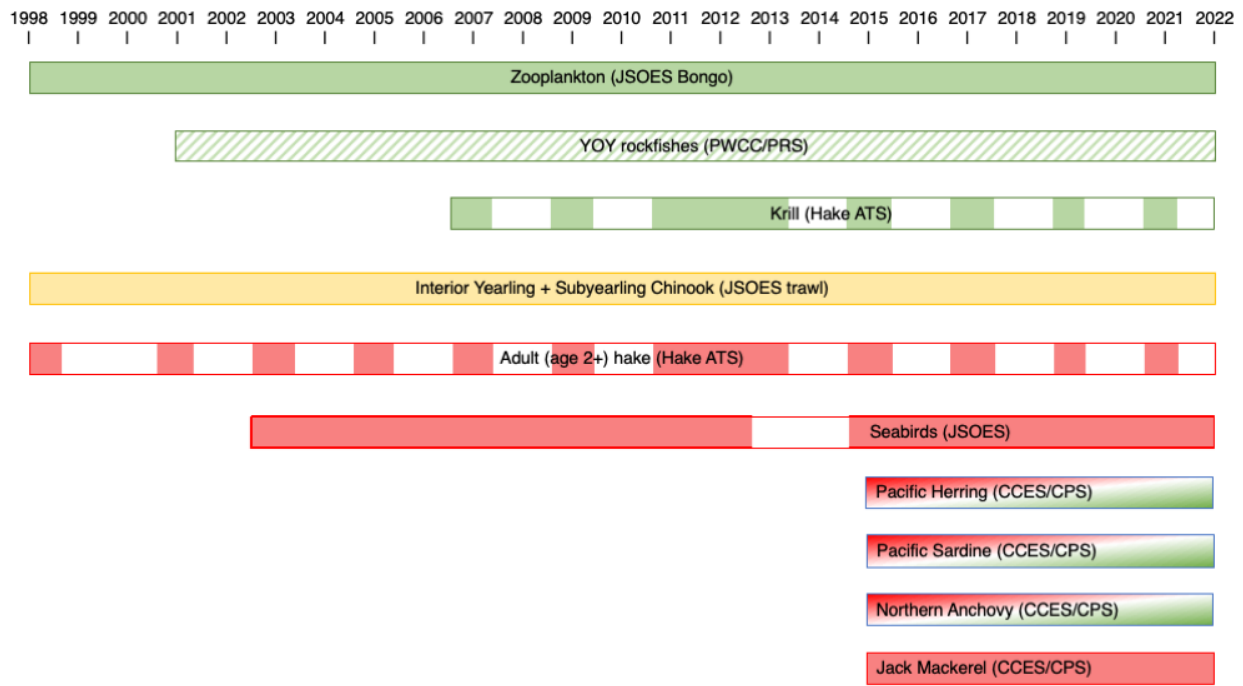 1998 1999 2000 2001 2002 2003 2004 2005 2006 2007 2008 2009 2010 2011 2012 2013 2014 2015 2016 2017 2018 2019 2020 2021 2022
Zooplankton (JSOES Bongo)
YOY rockfishes (PWCC/PRS)
Krill (Hake ATS)
Interior Yearling + Subyearling Chinook (JSOES trawl)
Adult (age 2+) hake (Hake ATS)
Seabirds (JSOES)
Pacific Herring (CCES/CPS)
Pacific Sardine (CCES/CPS)
Northern Anchovy (CCES/CPS)
Jack Mackerel (CCES/CPS)